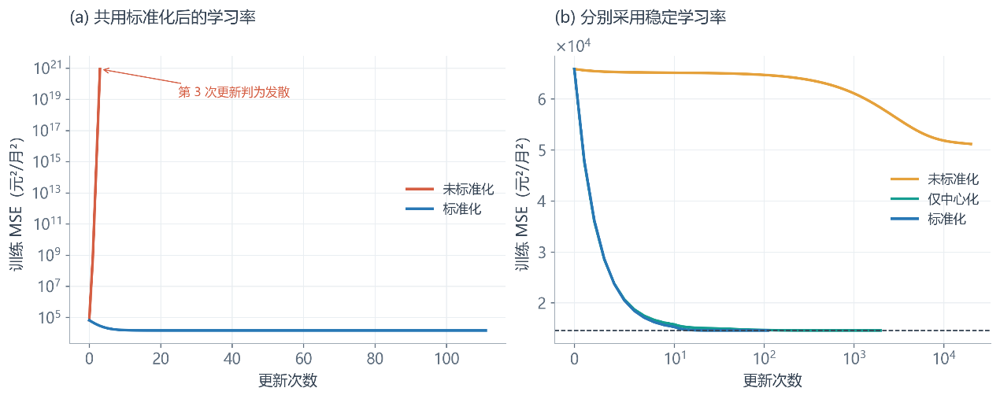 (a) 共用标准化后的学习率
训练 MSE（元²/月²）
10²¹
10¹⁹
10¹⁷
10¹⁵
10¹³
10¹¹
10⁹
10⁷
10⁵
第 3 次更新判为发散
未标准化
标准化
0 20 40 60 80 100
更新次数
(b) 分别采用稳定学习率
×10⁴
训练 MSE（元²/月²）
6
5
4
3
2
未标准化
仅中心化
标准化
0 10¹ 10² 10³ 10⁴
更新次数